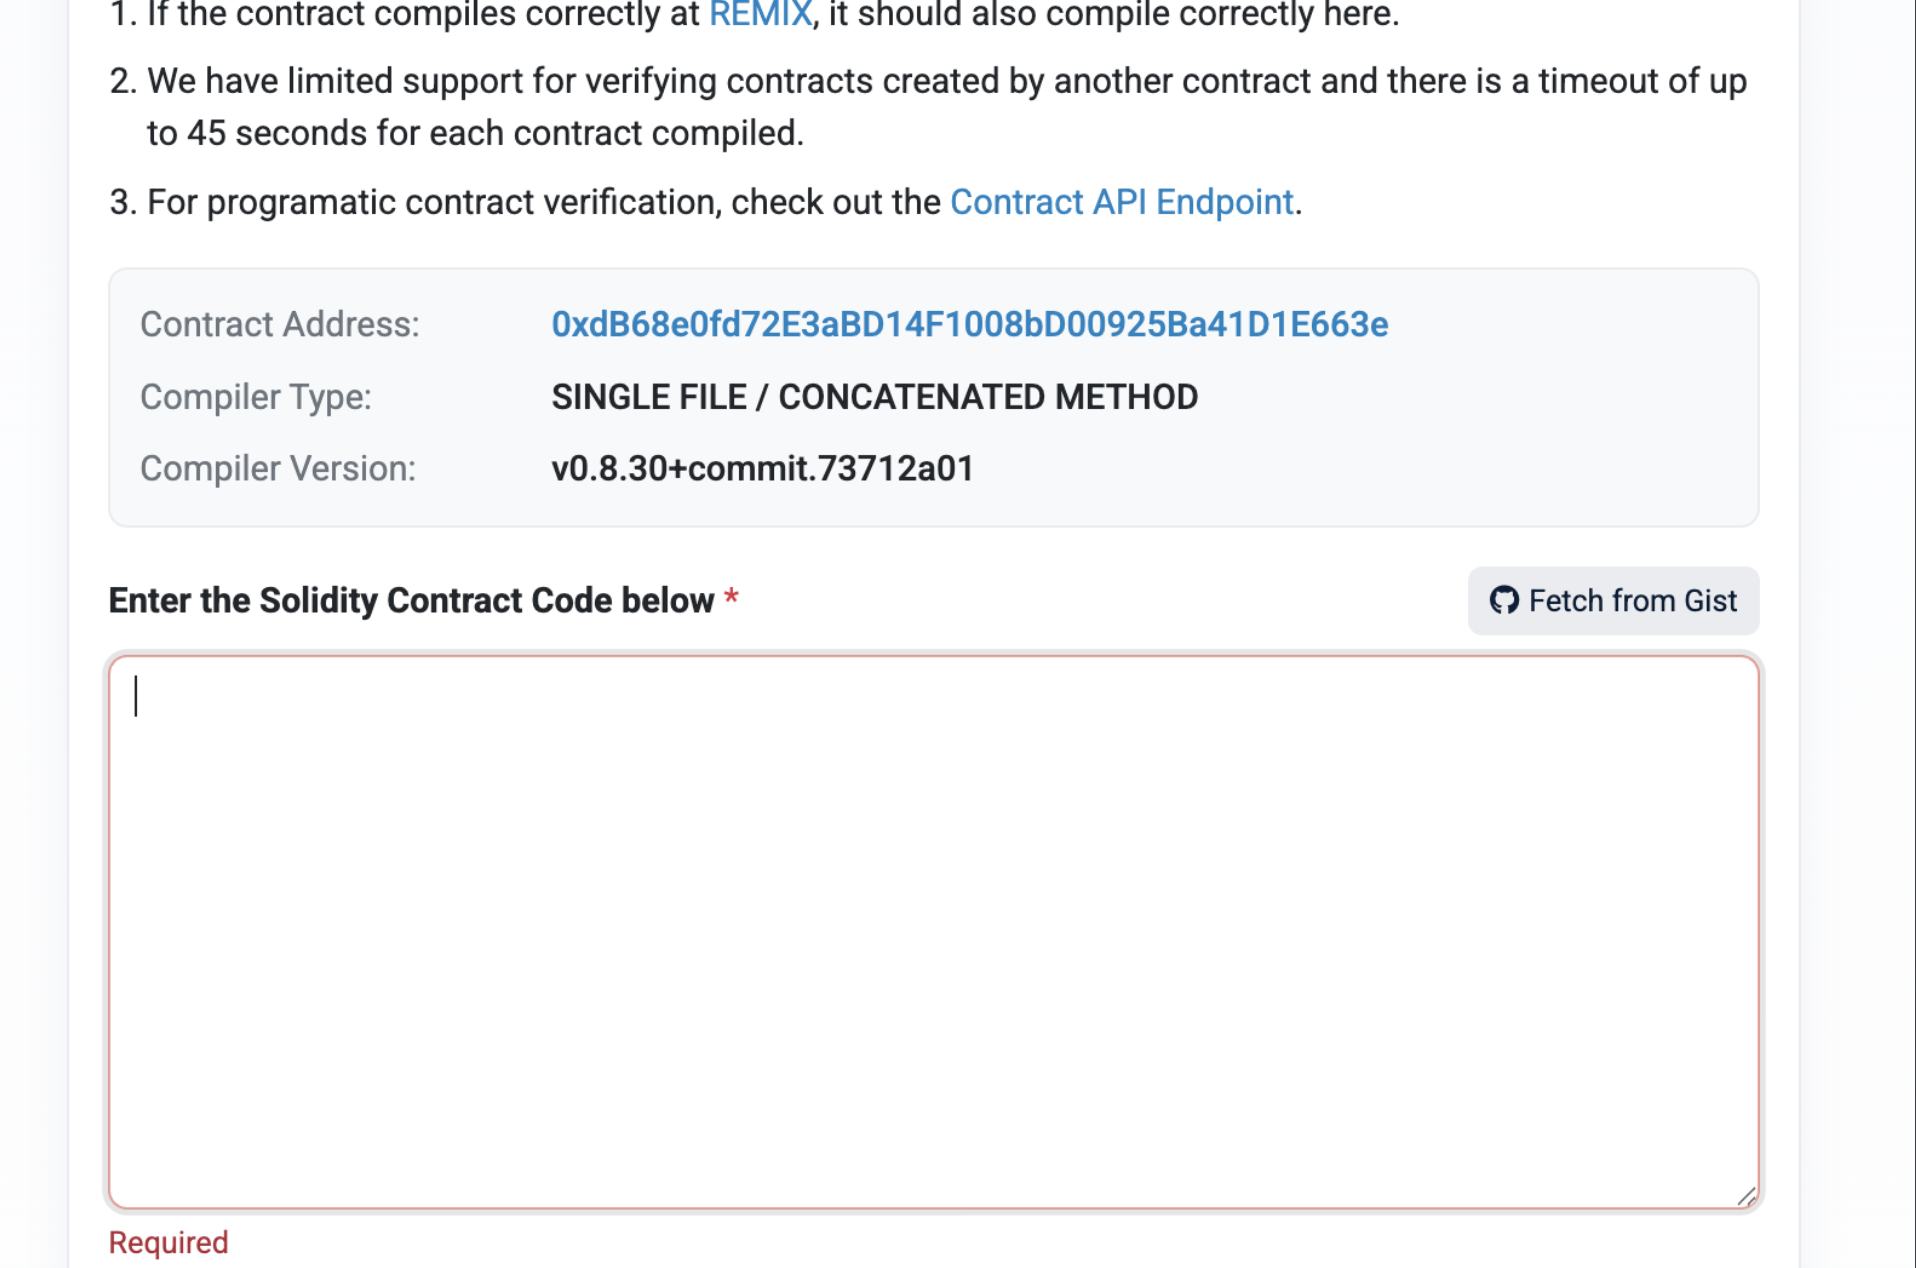 1. If the contract compiles correctly at REMIX, it should also compile correctly here.
2. We have limited support for verifying contracts created by another contract and there is a timeout of up
to 45 seconds for each contract compiled.
3. For programatic contract verification, check out the Contract API Endpoint.
Contract Address: 0xdB68e0fd72E3aBD14F1008bD00925Ba41D1E663e
Compiler Type: SINGLE FILE / CONCATENATED METHOD
Compiler Version: v0.8.30+commit.73712a01
Enter the Solidity Contract Code below * Fetch from Gist
Required